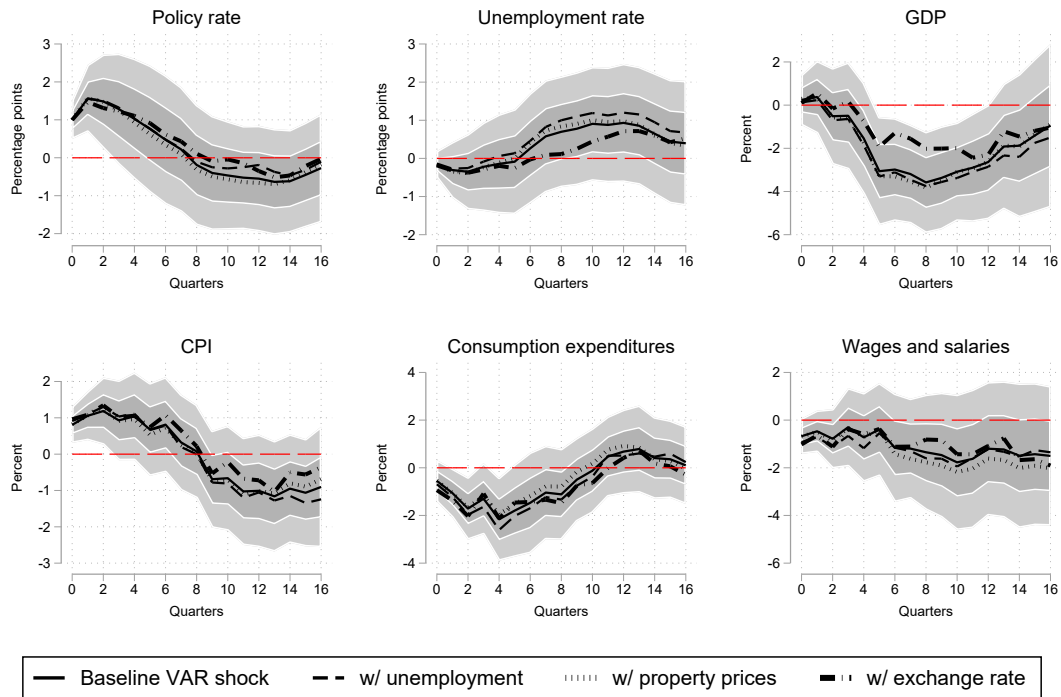 Policy rate
Percentage points
3
2
1
0
-1
-2
0 2 4 6 8 10 12 14 16
Quarters
Unemployment rate
Percentage points
3
2
1
0
-1
-2
0 2 4 6 8 10 12 14 16
Quarters
GDP
Percent
2
0
-2
-4
-6
0 2 4 6 8 10 12 14 16
Quarters
CPI
Percent
2
1
0
-1
-2
-3
0 2 4 6 8 10 12 14 16
Quarters
Consumption expenditures
Percent
4
2
0
-2
-4
0 2 4 6 8 10 12 14 16
Quarters
Wages and salaries
Percent
2
0
-2
-4
-6
0 2 4 6 8 10 12 14 16
Quarters
Baseline VAR shock w/ unemployment w/ property prices w/ exchange rate